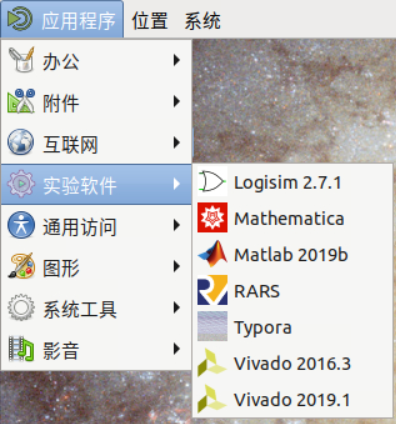 应用程序 位置 系统
办公
附件
互联网
实验软件
通用访问
图形
系统工具
影音
Logisim 2.7.1
Mathematica
Matlab 2019b
RARS
Typora
Vivado 2016.3
Vivado 2019.1